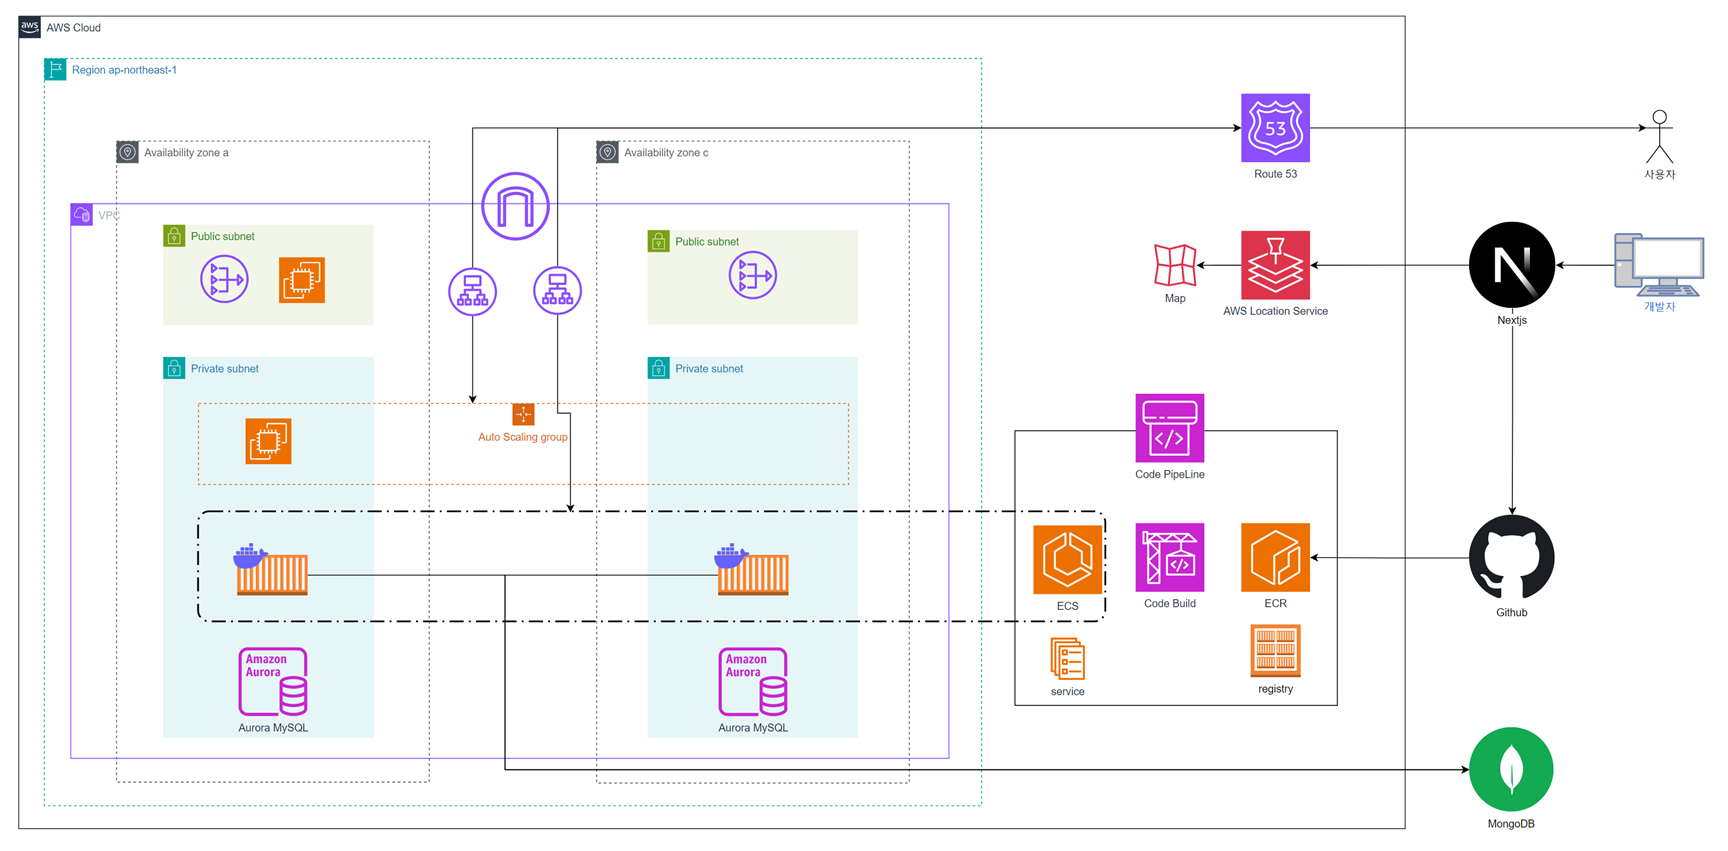 aws
AWS Cloud
Region ap-northeast-1
Availability zone a
Availability zone c
53
Route 53
사용자
VPC
Public subnet
Public subnet
Map
AWS Location Service
N
Nextjs
개발자
Private subnet
Private subnet
Auto Scaling group
Code PipeLine
ECS
Code Build
ECR
Github
service
registry
Amazon
Aurora
Aurora MySQL
Amazon
Aurora
Aurora MySQL
MongoDB